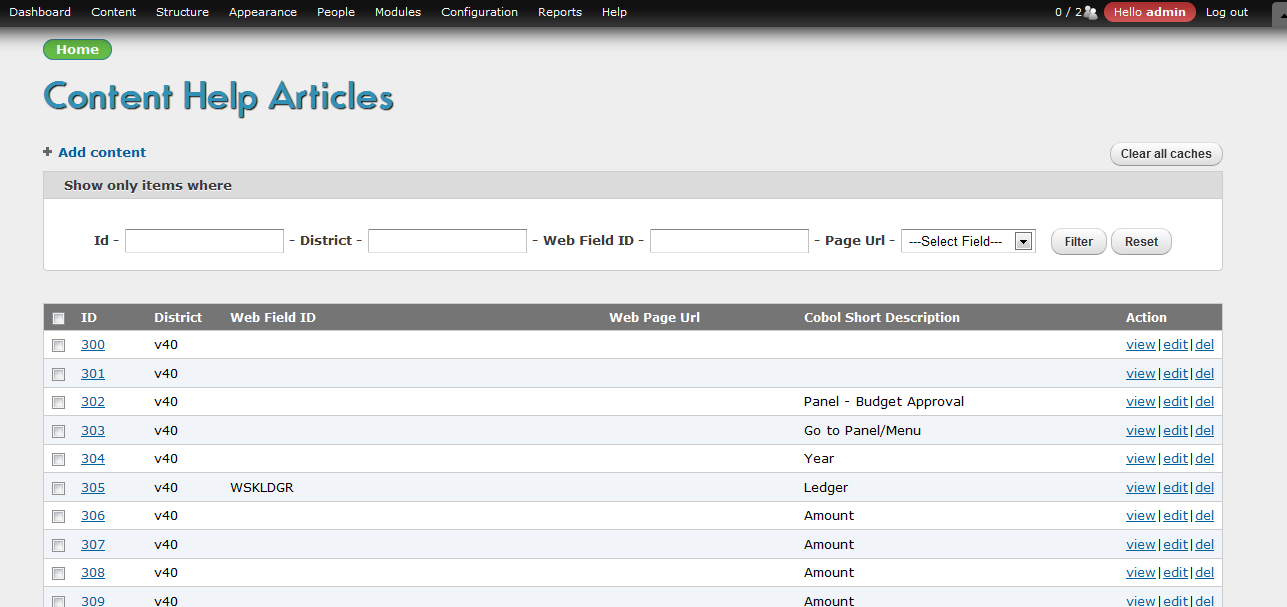 Dashboard Content Structure Appearance People Modules Configuration Reports Help 0 / 2 Hello admin Log out
Home
Content Help Articles
Add content Clear all caches
Show only items where
Id - - District - - Web Field ID - - Page Url - ---Select Field--- Filter Reset
ID District Web Field ID Web Page Url Cobol Short Description Action
300 v40 view|edit|del
301 v40 view|edit|del
302 v40 Panel - Budget Approval view|edit|del
303 v40 Go to Panel/Menu view|edit|del
304 v40 Year view|edit|del
305 v40 WSKLDGR Ledger view|edit|del
306 v40 Amount view|edit|del
307 v40 Amount view|edit|del
308 v40 Amount view|edit|del
309 v40 Amount view|edit|del